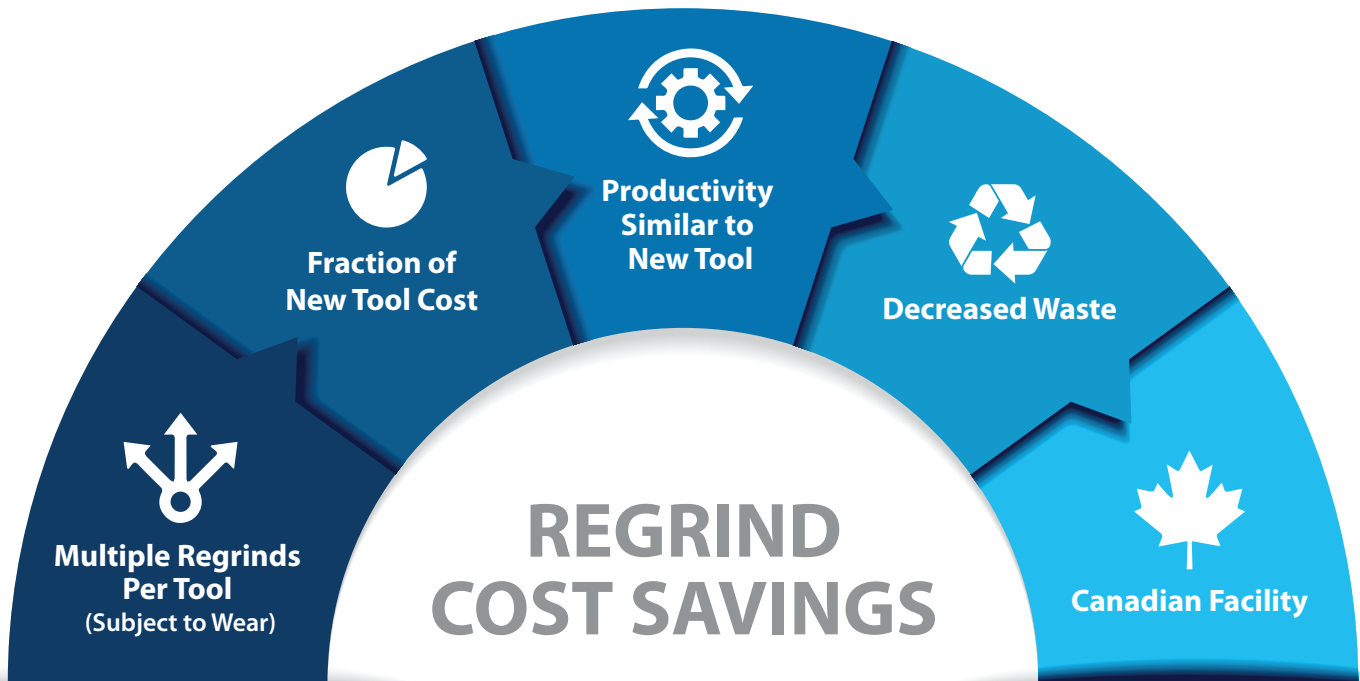 Multiple Regrinds
Per Tool
(Subject to Wear)
Fraction of
New Tool Cost
Productivity
Similar to
New Tool
Decreased Waste
Canadian Facility
REGRIND
COST SAVINGS